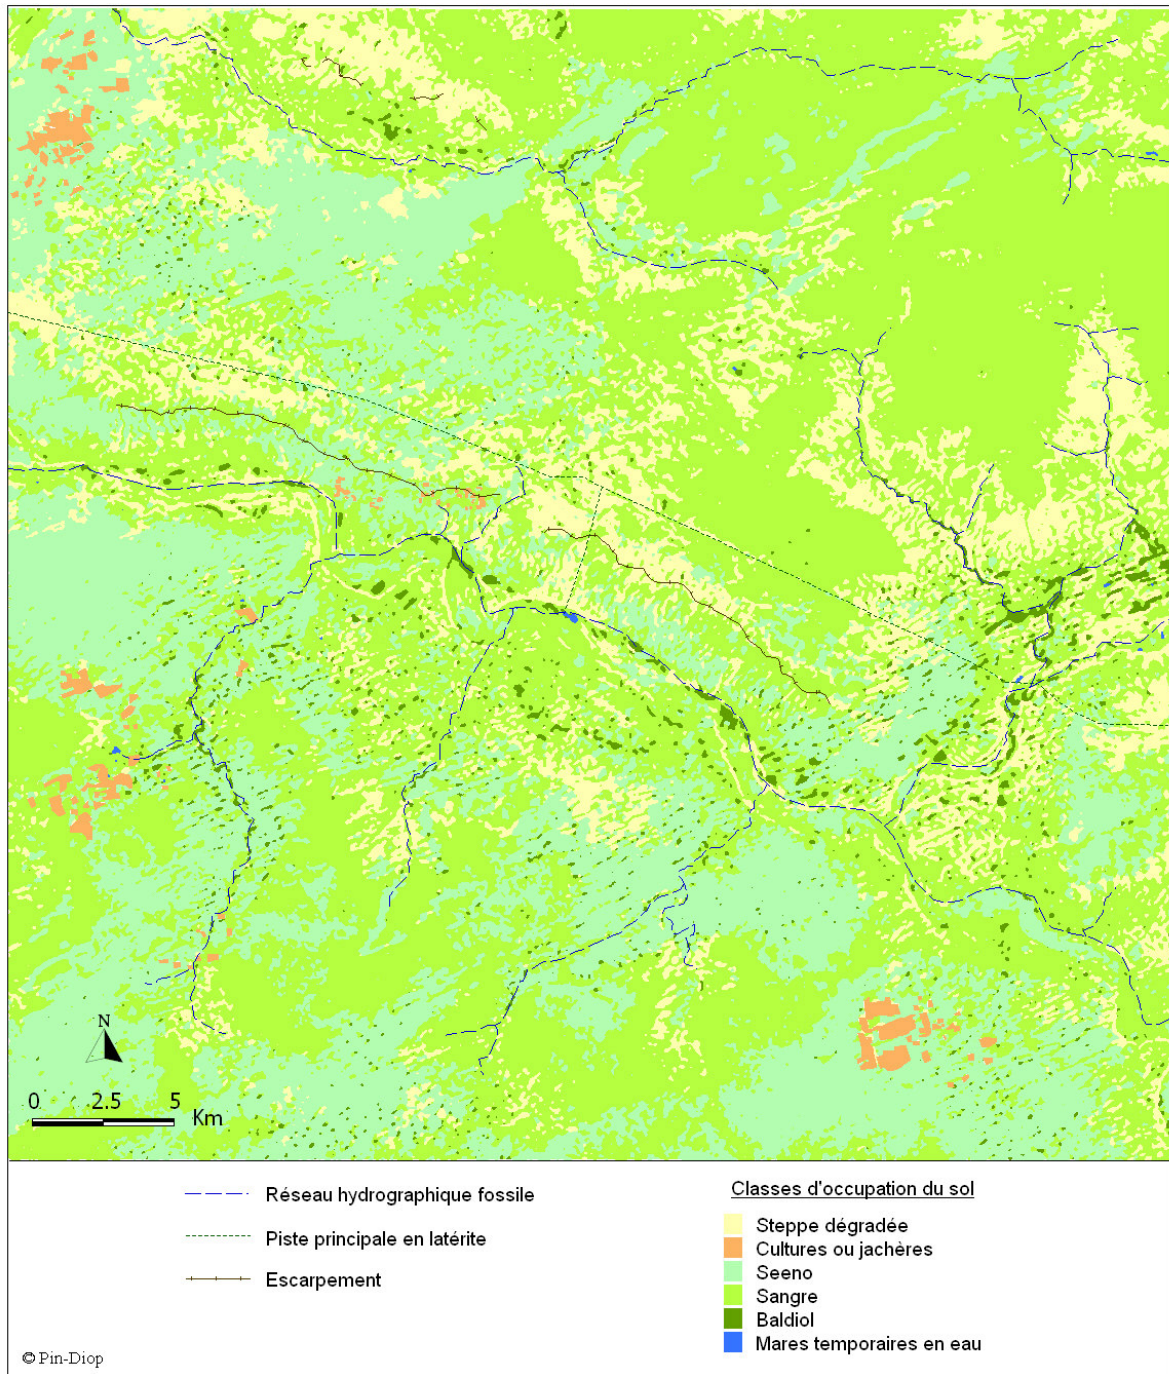 N
0 2.5 5
Km
Réseau hydrographique fossile
Piste principale en latérite
Escarpement
Classes d'occupation du sol
Steppe dégradée
Cultures ou jachères
Seeno
Sangre
Baldiol
Mares temporaires en eau
© Pin-Diop